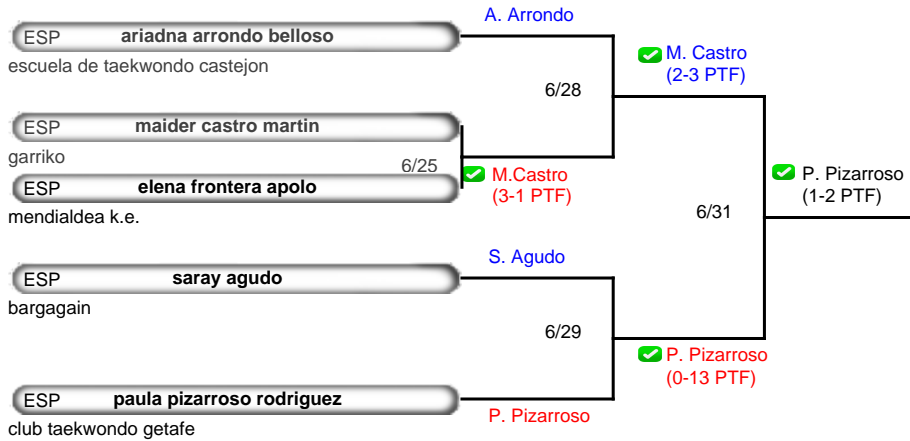 A. Arrondo
ESP ariadna arrondo belloso
escuela de taekwondo castejon
6/28
M. Castro
(2-3 PTF)
ESP maider castro martin
garriko
6/25
M.Castro
(3-1 PTF)
ESP elena frontera apolo
mendialdea k.e.
P. Pizarroso
(1-2 PTF)
6/31
S. Agudo
ESP saray agudo
bargagain
6/29
P. Pizarroso
(0-13 PTF)
ESP paula pizarroso rodriguez
P. Pizarroso
club taekwondo getafe